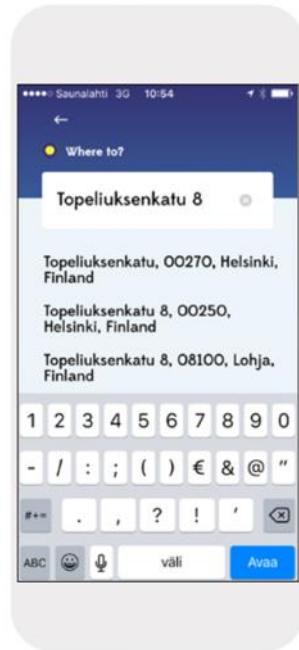 Saunalahti 3G 10:54
Where to?
Topeliuksenkatu 8
Topeliuksenkatu, 00270, Helsinki,
Finland
Topeliuksenkatu 8, 00250,
Helsinki, Finland
Topeliuksenkatu 8, 08100, Lohja,
Finland
1 2 3 4 5 6 7 8 9 0
- / : ; ( ) € & @ "
#+= . , ? ! '
ABC väli Avaa